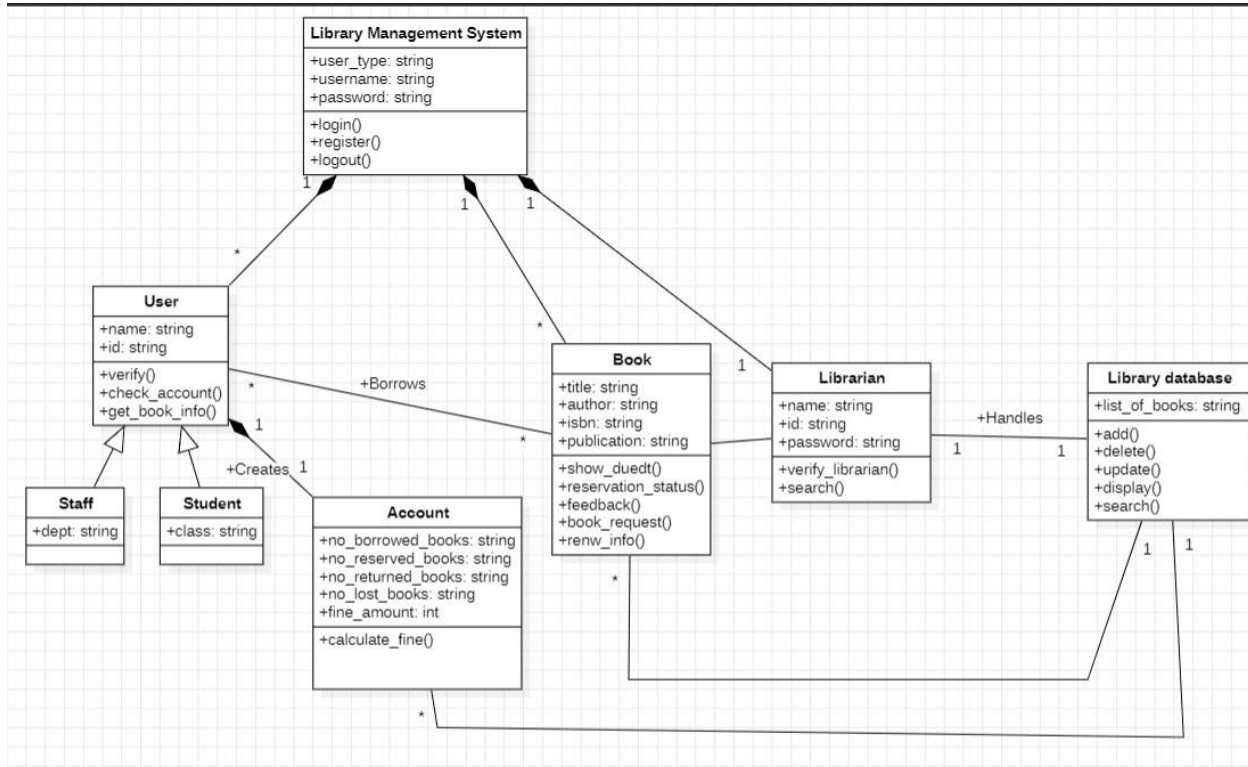 Library Management System
+user_type: string
+username: string
+password: string
+login()
+register()
+logout()
1
1
1
*
*
1
User
+name: string
+id: string
+verify()
+check_account()
+get_book_info()
*
+Borrows
*
1
+Creates
1
Book
+title: string
+author: string
+isbn: string
+publication: string
+show_duedt()
+reservation_status()
+feedback()
+book_request()
+renw_info()
Librarian
+name: string
+id: string
+password: string
+verify_librarian()
+search()
+Handles
1
1
Library database
+list_of_books: string
+add()
+delete()
+update()
+display()
+search()
Staff
+dept: string
Student
+class: string
Account
+no_borrowed_books: string
+no_reserved_books: string
+no_returned_books: string
+no_lost_books: string
+fine_amount: int
+calculate_fine()
1
1
*
*